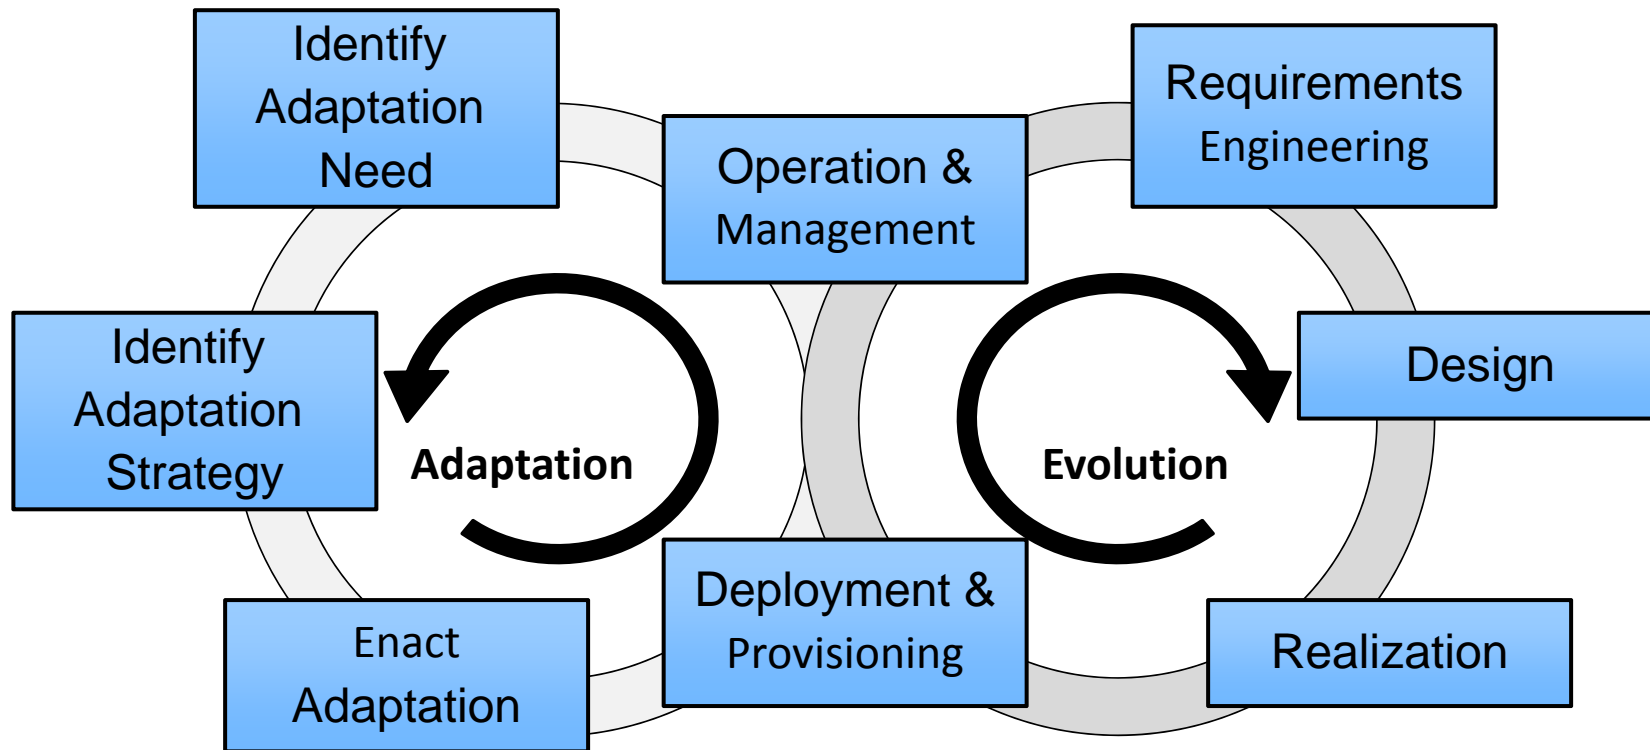 Identify
Adaptation
Need
Operation &
Management
Requirements
Engineering
Identify
Adaptation
Strategy
Adaptation
Evolution
Design
Enact
Adaptation
Deployment &
Provisioning
Realization